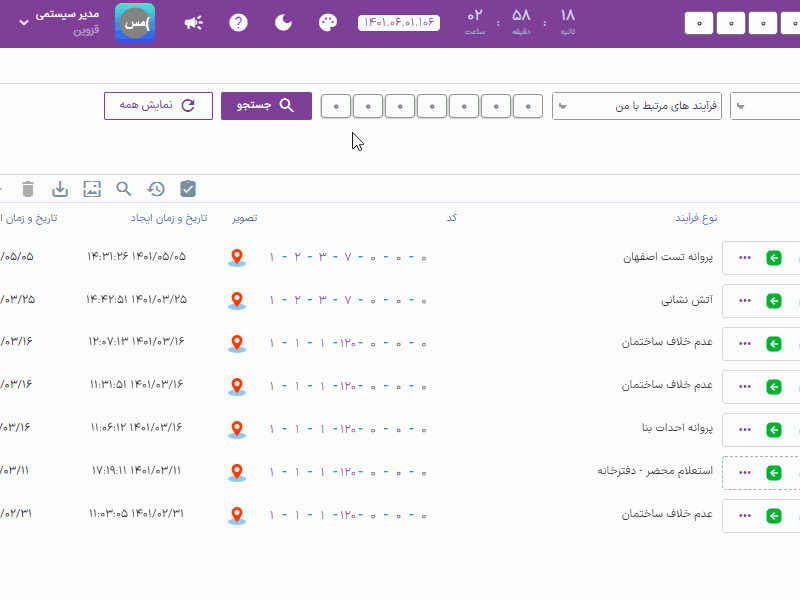 ۰ ۰ ۰ ۰
۱۸ : ۵۸ : ۰۲
ثانیه دقیقه ساعت
۱۴۰۱.۰۶.۰۱.۱۰۶
?
مس(
مدیر سیستمی
قزوین
فرآیند های مرتبط با من
۰ ۰ ۰ ۰ ۰ ۰ ۰
جستجو
نمایش همه
نوع فرآیند کد تصویر تاریخ و زمان ایجاد تاریخ و زمان ا
پروانه تست اصفهان ۱ - ۲ - ۳ - ۷ - ۰ - ۰ - ۰ ۱۴۰۱/۰۵/۰۵ ۱۴:۳۱:۲۶ /۰۵/۰۵
آتش نشانی ۱ - ۲ - ۳ - ۷ - ۰ - ۰ - ۰ ۱۴۰۱/۰۳/۲۵ ۱۴:۴۲:۵۱ /۰۳/۲۵
عدم خلاف ساختمان ۱ - ۱ - ۱ -۱۲۰- ۰ - ۰ - ۰ ۱۴۰۱/۰۳/۱۶ ۱۲:۰۷:۱۳ /۰۳/۱۶
عدم خلاف ساختمان ۱ - ۱ - ۱ -۱۲۰- ۰ - ۰ - ۰ ۱۴۰۱/۰۳/۱۶ ۱۱:۳۱:۵۱ /۰۳/۱۶
پروانه احداث بنا ۱ - ۱ - ۱ -۱۲۰- ۰ - ۰ - ۰ ۱۴۰۱/۰۳/۱۶ ۱۱:۰۶:۱۲ /۰۳/۱۶
استعلام محضر - دفترخانه ۱ - ۱ - ۱ -۱۲۰- ۰ - ۰ - ۰ ۱۴۰۱/۰۳/۱۱ ۱۷:۱۹:۱۱ /۰۳/۱۱
عدم خلاف ساختمان ۱ - ۱ - ۱ -۱۲۰- ۰ - ۰ - ۰ ۱۴۰۱/۰۲/۳۱ ۱۱:۰۳:۰۵ /۰۲/۳۱